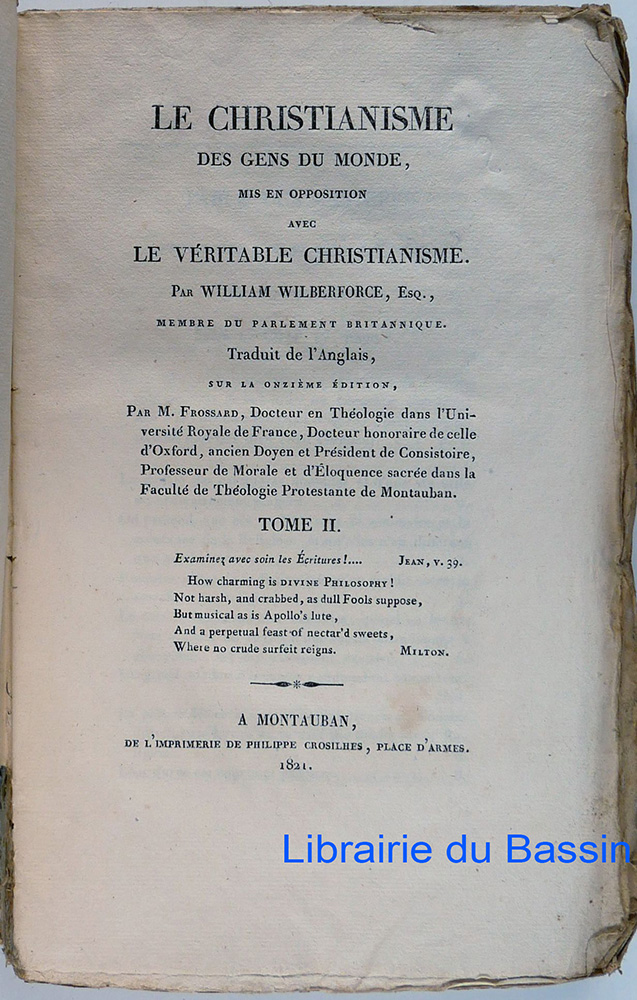 LE CHRISTIANISME
DES GENS DU MONDE,
MIS EN OPPOSITION
AVEC
LE VÉRITABLE CHRISTIANISME.
PAR WILLIAM WILBERFORCE, ESQ.,
MEMBRE DU PARLEMENT BRITANNIQUE.
Traduit de l'Anglais,
SUR LA ONZIÈME ÉDITION,
PAR M. FROSSARD, Docteur en Théologie dans l'Uni-
versité Royale de France, Docteur honoraire de celle
d'Oxford, ancien Doyen et Président de Consistoire,
Professeur de Morale et d'Éloquence sacrée dans la
Faculté de Théologie Protestante de Montauban.
TOME II.
Examinez avec soin les Écritures!.... JEAN, V. 39.
How charming is DIVINE PHILOSOPHY!
Not harsh, and crabbed, as dull Fools suppose,
But musical as is Apollo's lute,
And a perpetual feast of nectar'd sweets,
Where no crude surfeit reigns. MILTON.
A MONTAUBAN,
DE L'IMPRIMERIE DE PHILIPPE CROSILHES, PLACE D'ARMES.
1821.
Librairie du Bassin